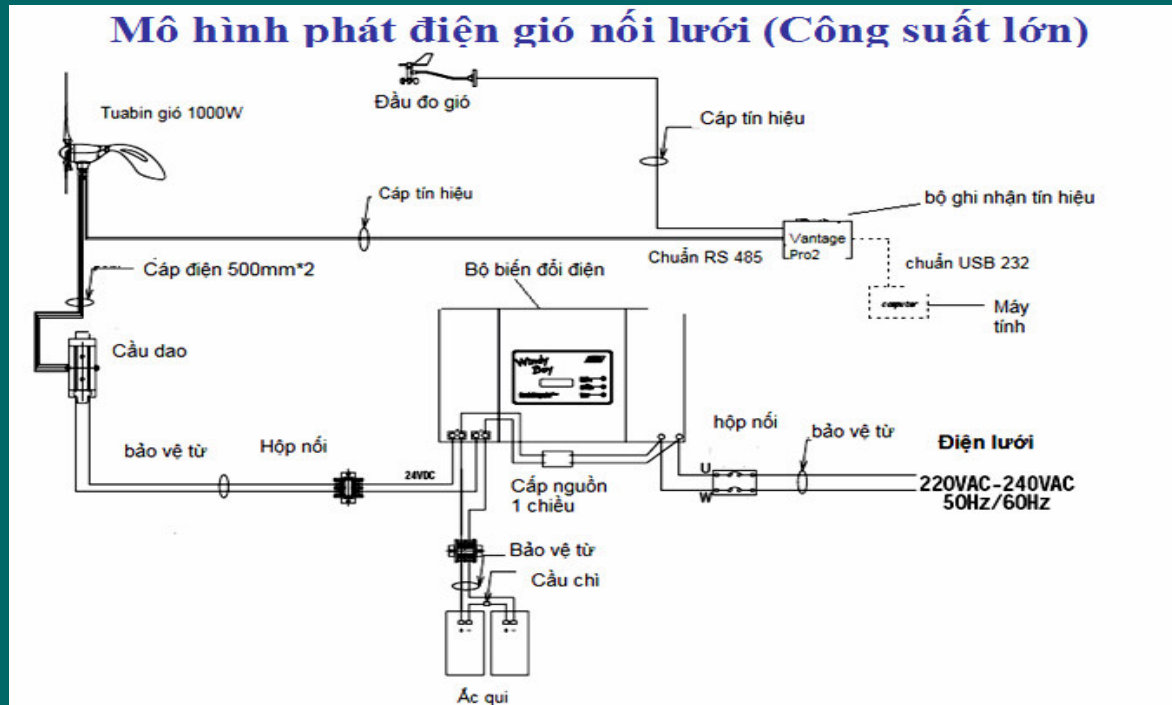 Mô hình phát điện gió nối lưới (Công suất lớn)
Tuabin gió 1000W
Đầu đo gió
Cáp tín hiệu
Cáp tín hiệu
bộ ghi nhận tín hiệu
Vantage
Pro2
Chuẩn RS 485
chuẩn USB 232
computer
Máy
tính
Cáp điện 500mm*2
Bộ biến đổi điện
Cầu dao
Windy
Boy
hộp nối
bảo vệ từ
Điện lưới
bảo vệ từ
Hộp nối
24VDC
U
W
220VAC-240VAC
50Hz/60Hz
Cấp nguồn
1 chiều
Bảo vệ từ
Cầu chì
+ -
+ -
Ắc qui